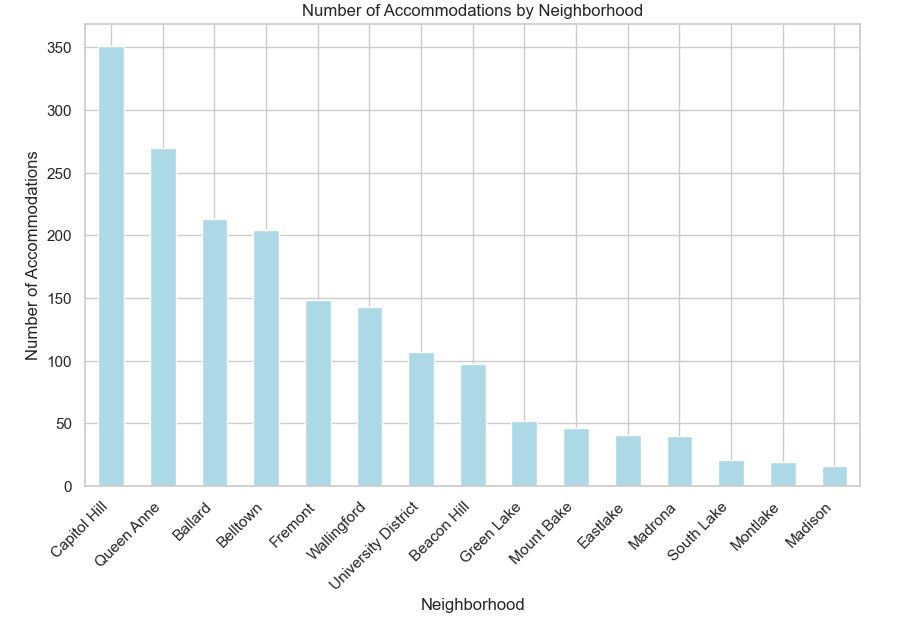 Number of Accommodations by Neighborhood
Number of Accommodations
350
300
250
200
150
100
50
0
Capitol Hill
Queen Anne
Ballard
Belltown
Fremont
Wallingford
University District
Beacon Hill
Green Lake
Mount Bake
Eastlake
Madrona
South Lake
Montlake
Madison
Neighborhood